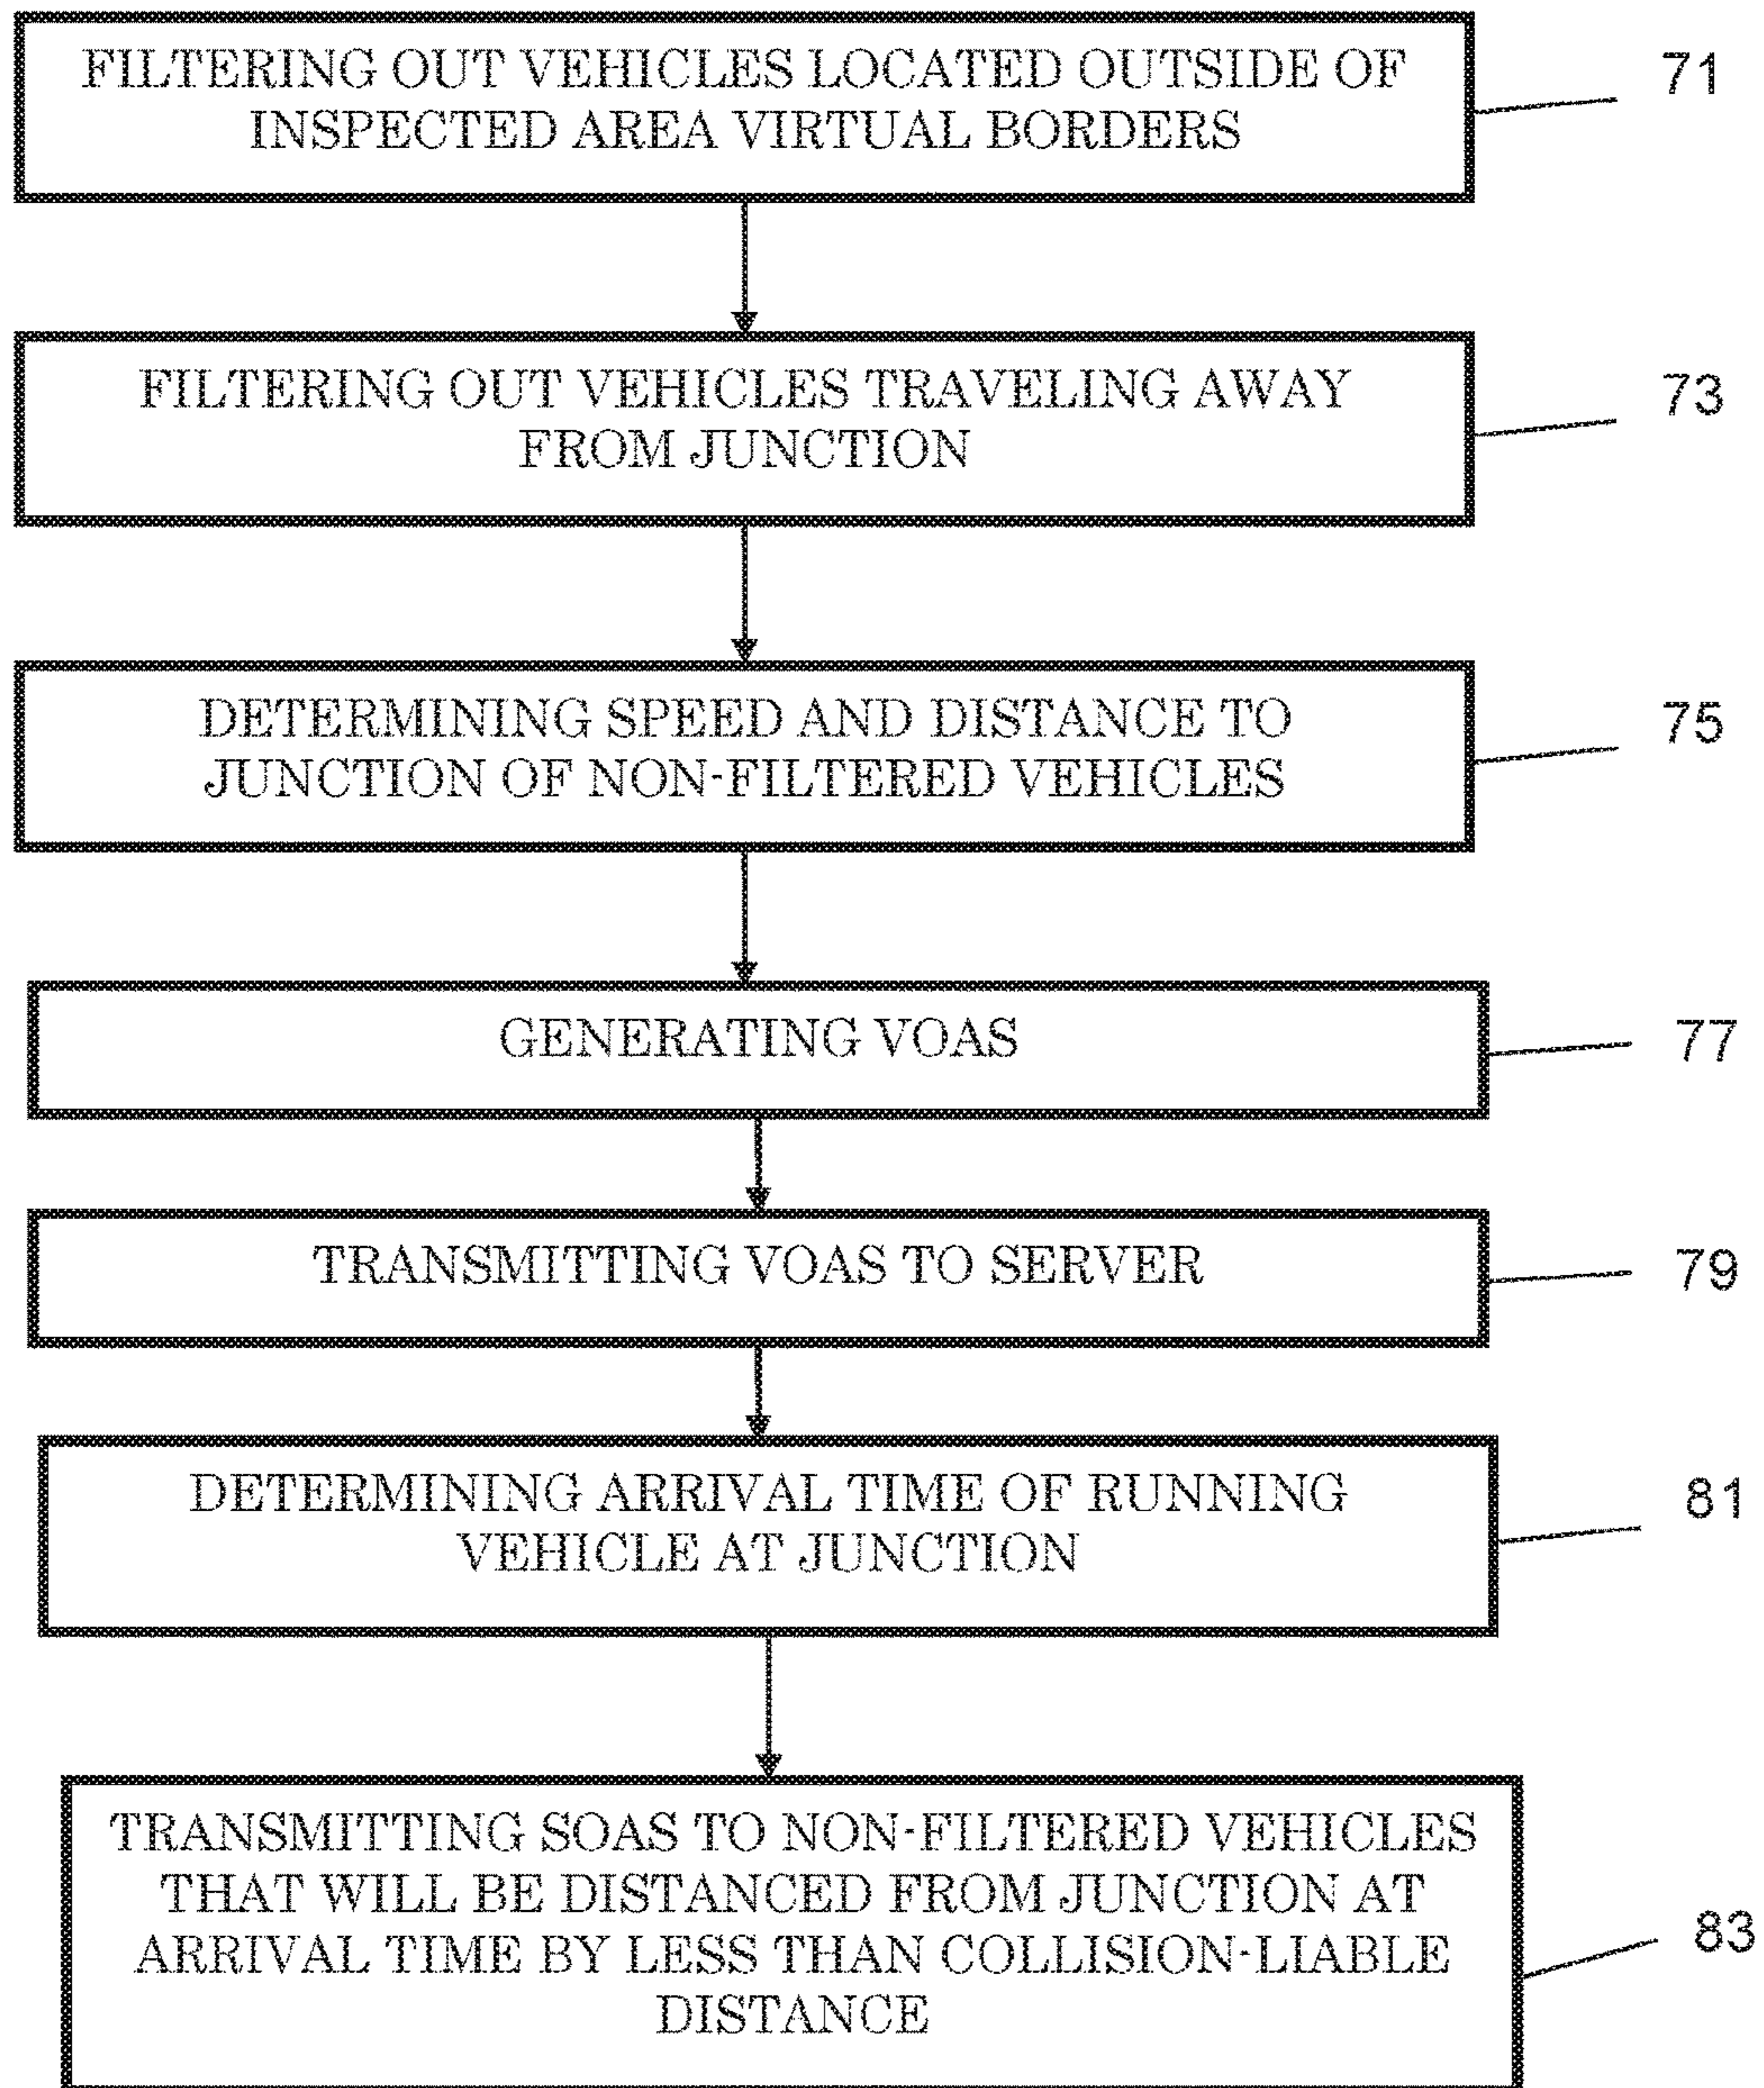 FILTERING OUT VEHICLES LOCATED OUTSIDE OF
INSPECTED AREA VIRTUAL BORDERS
71
FILTERING OUT VEHICLES TRAVELING AWAY
FROM JUNCTION
73
DETERMINING SPEED AND DISTANCE TO
JUNCTION OF NON-FILTERED VEHICLES
75
GENERATING VOAS
77
TRANSMITTING VOAS TO SERVER
79
DETERMINING ARRIVAL TIME OF RUNNING
VEHICLE AT JUNCTION
81
TRANSMITTING SOAS TO NON-FILTERED VEHICLES
THAT WILL BE DISTANCED FROM JUNCTION AT
ARRIVAL TIME BY LESS THAN COLLISION-LIABLE
DISTANCE
83